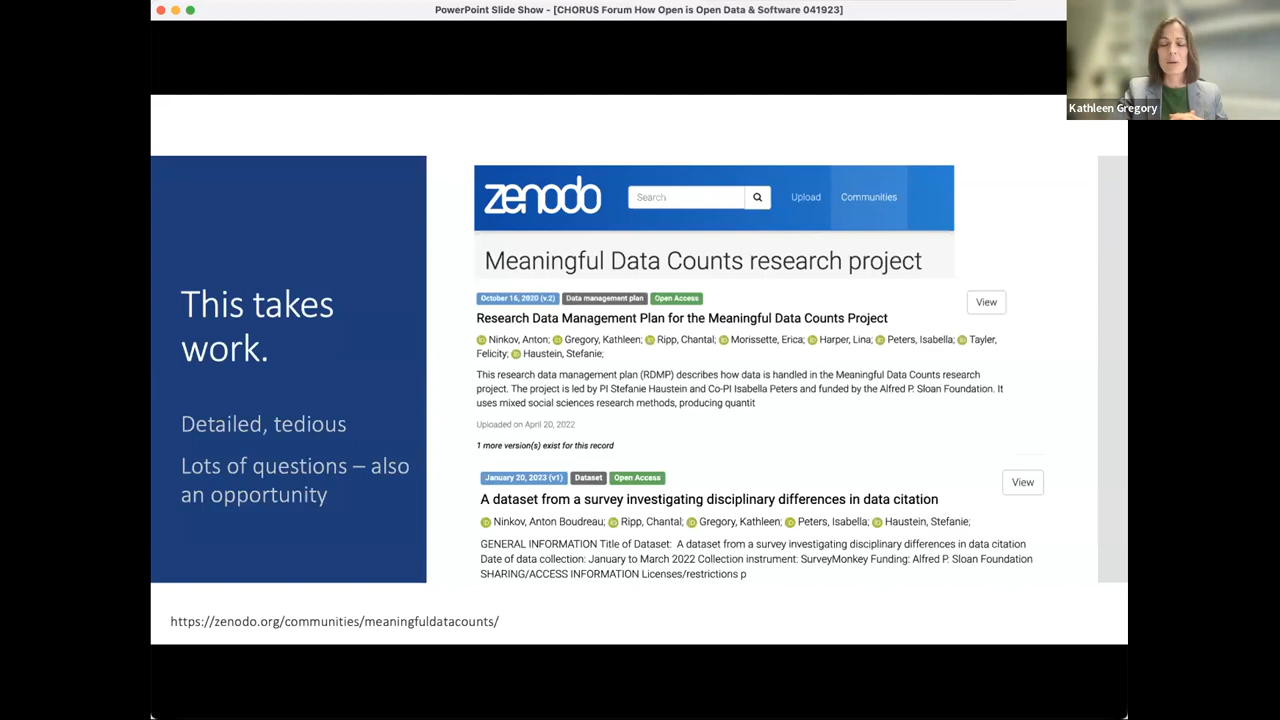 PowerPoint Slide Show - [CHORUS Forum How Open is Open Data & Software 041923]
Kathleen Gregory
This takes
work.
Detailed, tedious
Lots of questions – also
an opportunity
zenodo
Search
Upload
Communities
Meaningful Data Counts research project
October 16, 2020 (v.2) Data management plan Open Access
View
Research Data Management Plan for the Meaningful Data Counts Project
Ninkov, Anton; Gregory, Kathleen; Ripp, Chantal; Morissette, Erica; Harper, Lina; Peters, Isabella; Tayler,
Felicity; Haustein, Stefanie;
This research data management plan (RDMP) describes how data is handled in the Meaningful Data Counts research
project. The project is led by PI Stefanie Haustein and Co-PI Isabella Peters and funded by the Alfred P. Sloan Foundation. It
uses mixed social sciences research methods, producing quantit
Uploaded on April 20, 2022
1 more version(s) exist for this record
January 20, 2023 (v1) Dataset Open Access
View
A dataset from a survey investigating disciplinary differences in data citation
Ninkov, Anton Boudreau; Ripp, Chantal; Gregory, Kathleen; Peters, Isabella; Haustein, Stefanie;
GENERAL INFORMATION Title of Dataset: A dataset from a survey investigating disciplinary differences in data citation
Date of data collection: January to March 2022 Collection instrument: SurveyMonkey Funding: Alfred P. Sloan Foundation
SHARING/ACCESS INFORMATION Licenses/restrictions p
https://zenodo.org/communities/meaningfuldatacounts/